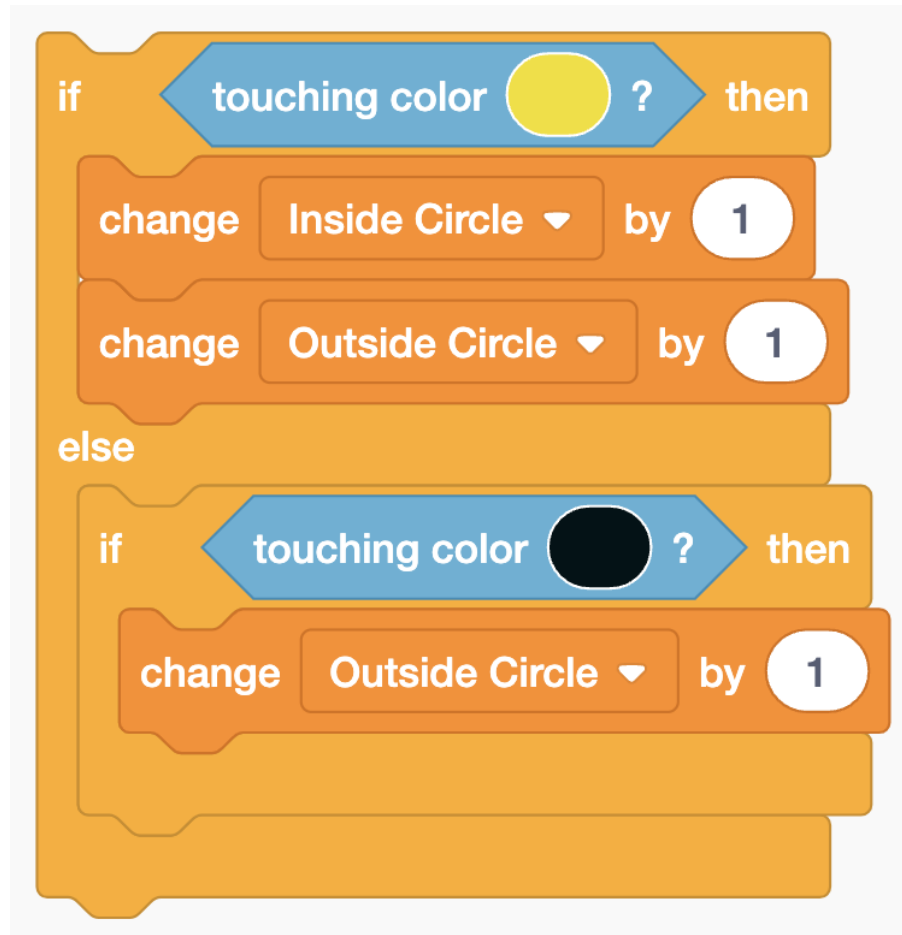 if touching color ? then
change Inside Circle by 1
change Outside Circle by 1
else
if touching color ? then
change Outside Circle by 1